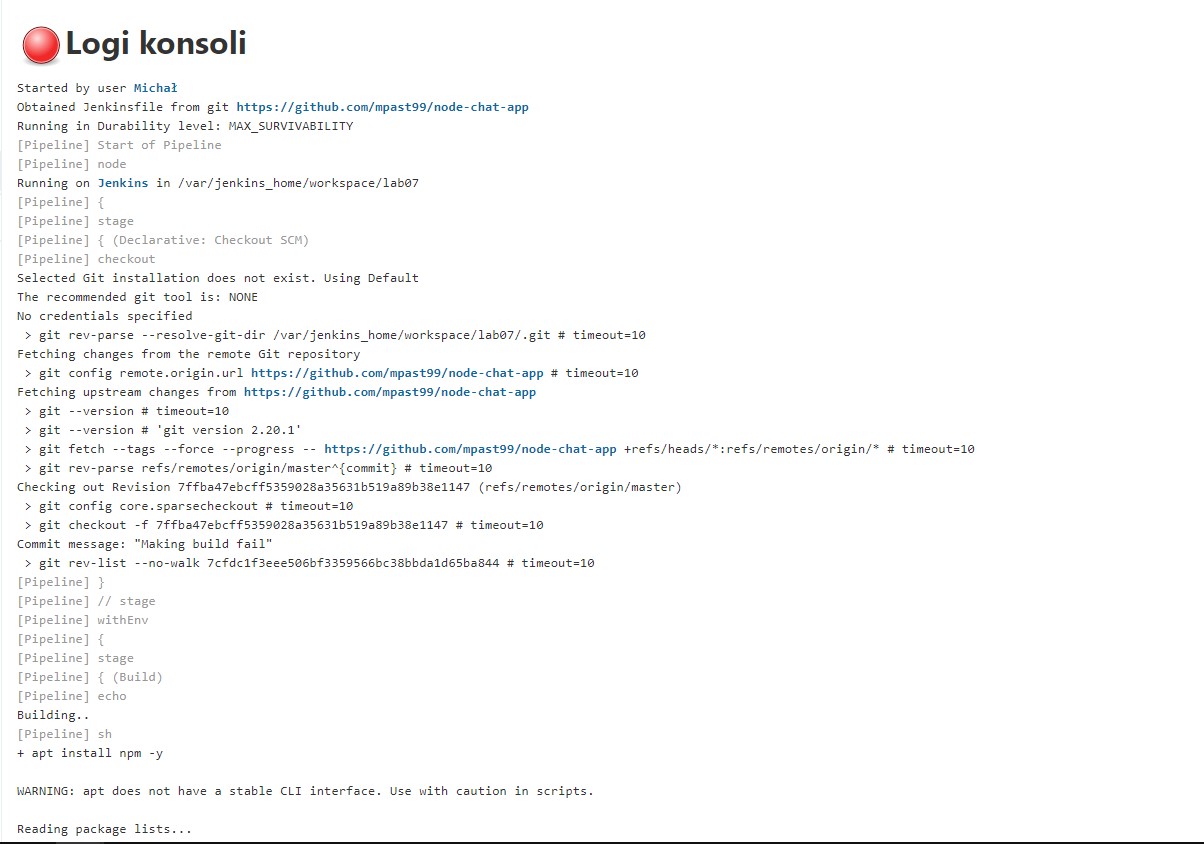 Logi konsoli
Started by user Michał
Obtained Jenkinsfile from git https://github.com/mpast99/node-chat-app
Running in Durability level: MAX_SURVIVABILITY
[Pipeline] Start of Pipeline
[Pipeline] node
Running on Jenkins in /var/jenkins_home/workspace/lab07
[Pipeline] {
[Pipeline] stage
[Pipeline] { (Declarative: Checkout SCM)
[Pipeline] checkout
Selected Git installation does not exist. Using Default
The recommended git tool is: NONE
No credentials specified
 > git rev-parse --resolve-git-dir /var/jenkins_home/workspace/lab07/.git # timeout=10
Fetching changes from the remote Git repository
 > git config remote.origin.url https://github.com/mpast99/node-chat-app # timeout=10
Fetching upstream changes from https://github.com/mpast99/node-chat-app
 > git --version # timeout=10
 > git --version # 'git version 2.20.1'
 > git fetch --tags --force --progress -- https://github.com/mpast99/node-chat-app +refs/heads/*:refs/remotes/origin/* # timeout=10
 > git rev-parse refs/remotes/origin/master^{commit} # timeout=10
Checking out Revision 7ffba47ebcff5359028a35631b519a89b38e1147 (refs/remotes/origin/master)
 > git config core.sparsecheckout # timeout=10
 > git checkout -f 7ffba47ebcff5359028a35631b519a89b38e1147 # timeout=10
Commit message: "Making build fail"
 > git rev-list --no-walk 7cfdc1f3eee506bf3359566bc38bbda1d65ba844 # timeout=10
[Pipeline] }
[Pipeline] // stage
[Pipeline] withEnv
[Pipeline] {
[Pipeline] stage
[Pipeline] { (Build)
[Pipeline] echo
Building..
[Pipeline] sh
+ apt install npm -y
WARNING: apt does not have a stable CLI interface. Use with caution in scripts.
Reading package lists...